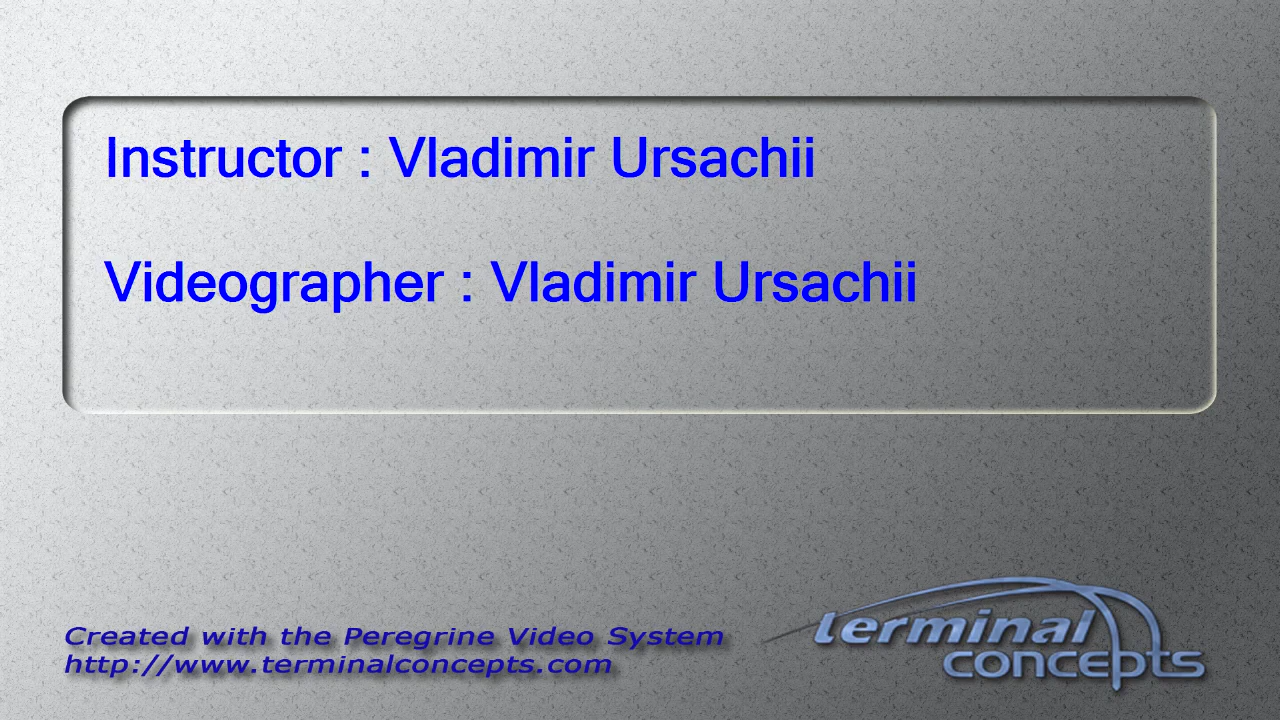 Instructor : Vladimir Ursachii
Videographer : Vladimir Ursachii
Created with the Peregrine Video System
http://www.terminalconcepts.com
terminal
concepts